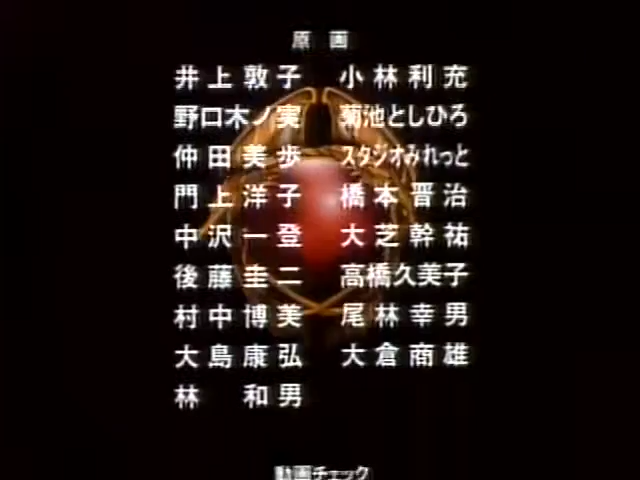 原画
井上敦子 小林利充
野口木ノ実 菊池としひろ
仲田美歩 スタジオみれっと
門上洋子 橋本晋治
中沢一登 大芝幹祐
後藤圭二 高橋久美子
村中博美 尾林幸男
大島康弘 大倉商雄
林 和男
動画チェック